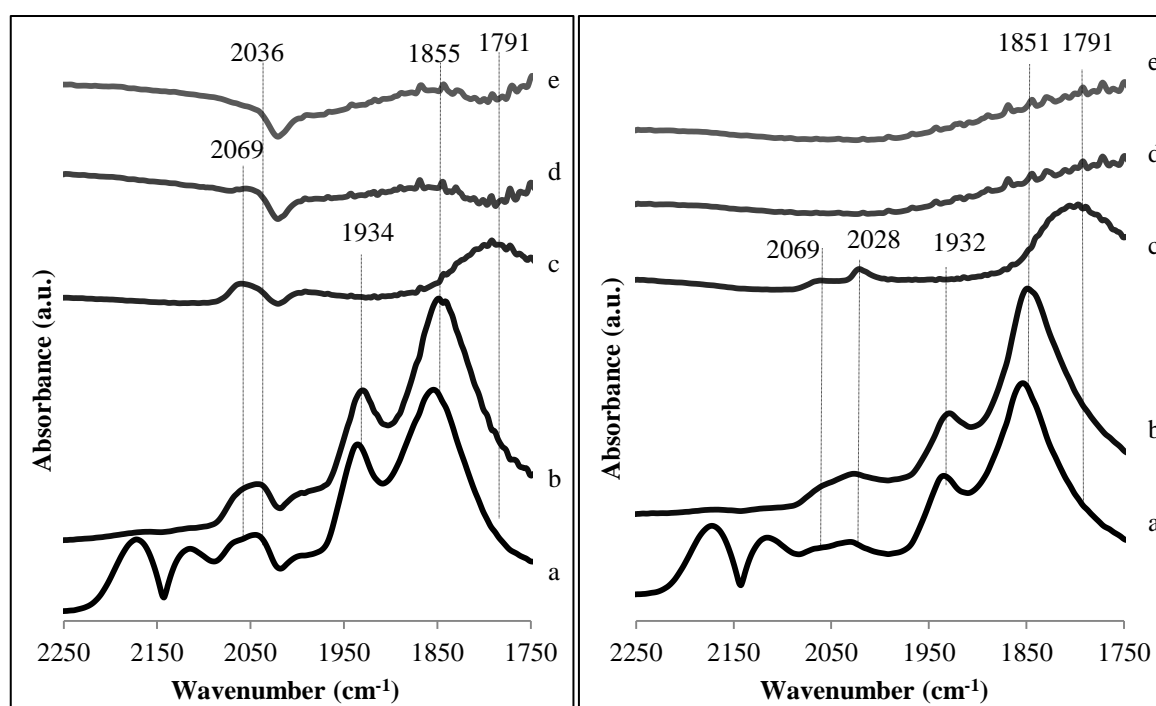 2036 1855 1791
e
2069
d
1934
c
b
a
Absorbance (a.u.)
2250 2150 2050 1950 1850 1750
Wavenumber (cm-1)
1851 1791
e
d
2069 2028 1932
c
b
a
Absorbance (a.u.)
2250 2150 2050 1950 1850 1750
Wavenumber (cm-1)